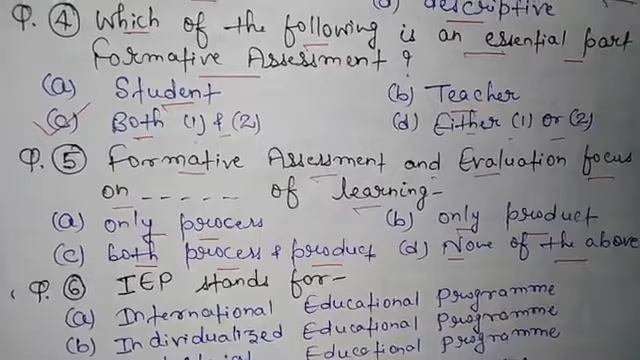 (d) descriptive
Q. (4) Which of the following is an essential part
Formative Assessment ?
(a) Student (b) Teacher
(c) Both (1) & (2) (d) Either (1) or (2)
Q. (5) Formative Assessment and Evaluation focus
on _ _ _ _ _ of learning-
(a) only process (b) only product
(c) both process & product (d) None of the above
Q. (6) IEP stands for-
(a) International Educational programme
(b) Individualized Educational programme
Educational programme